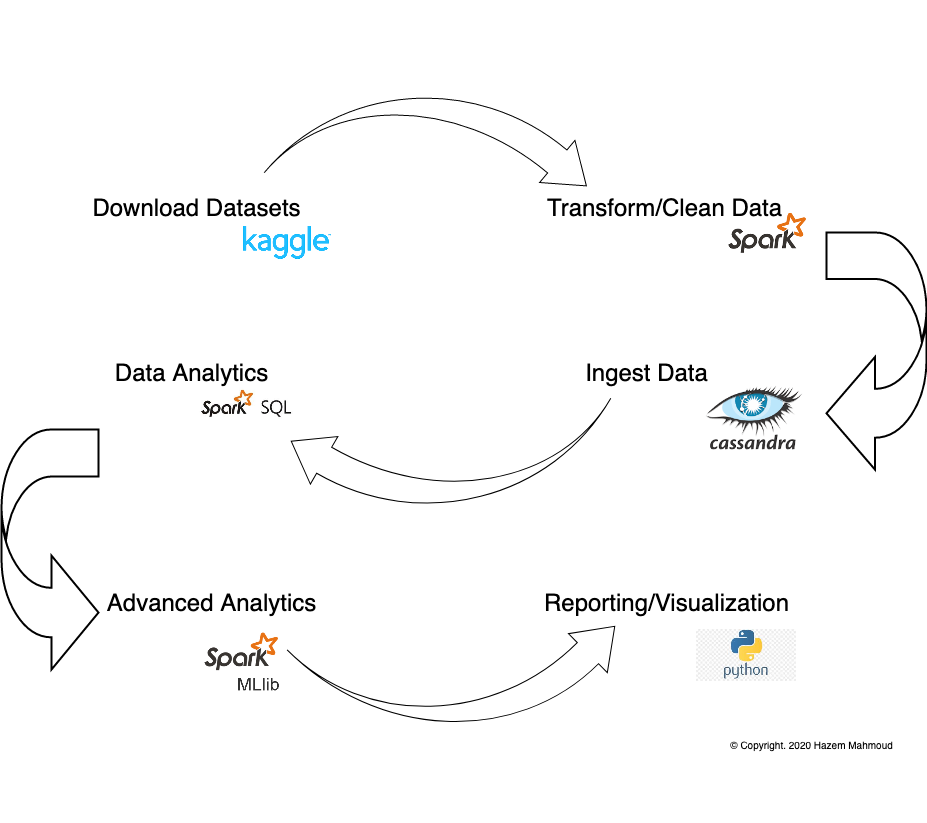 Download Datasets
kaggle
Transform/Clean Data
Spark
Data Analytics
Spark SQL
Ingest Data
cassandra
Advanced Analytics
Spark
MLlib
Reporting/Visualization
python
© Copyright. 2020 Hazem Mahmoud